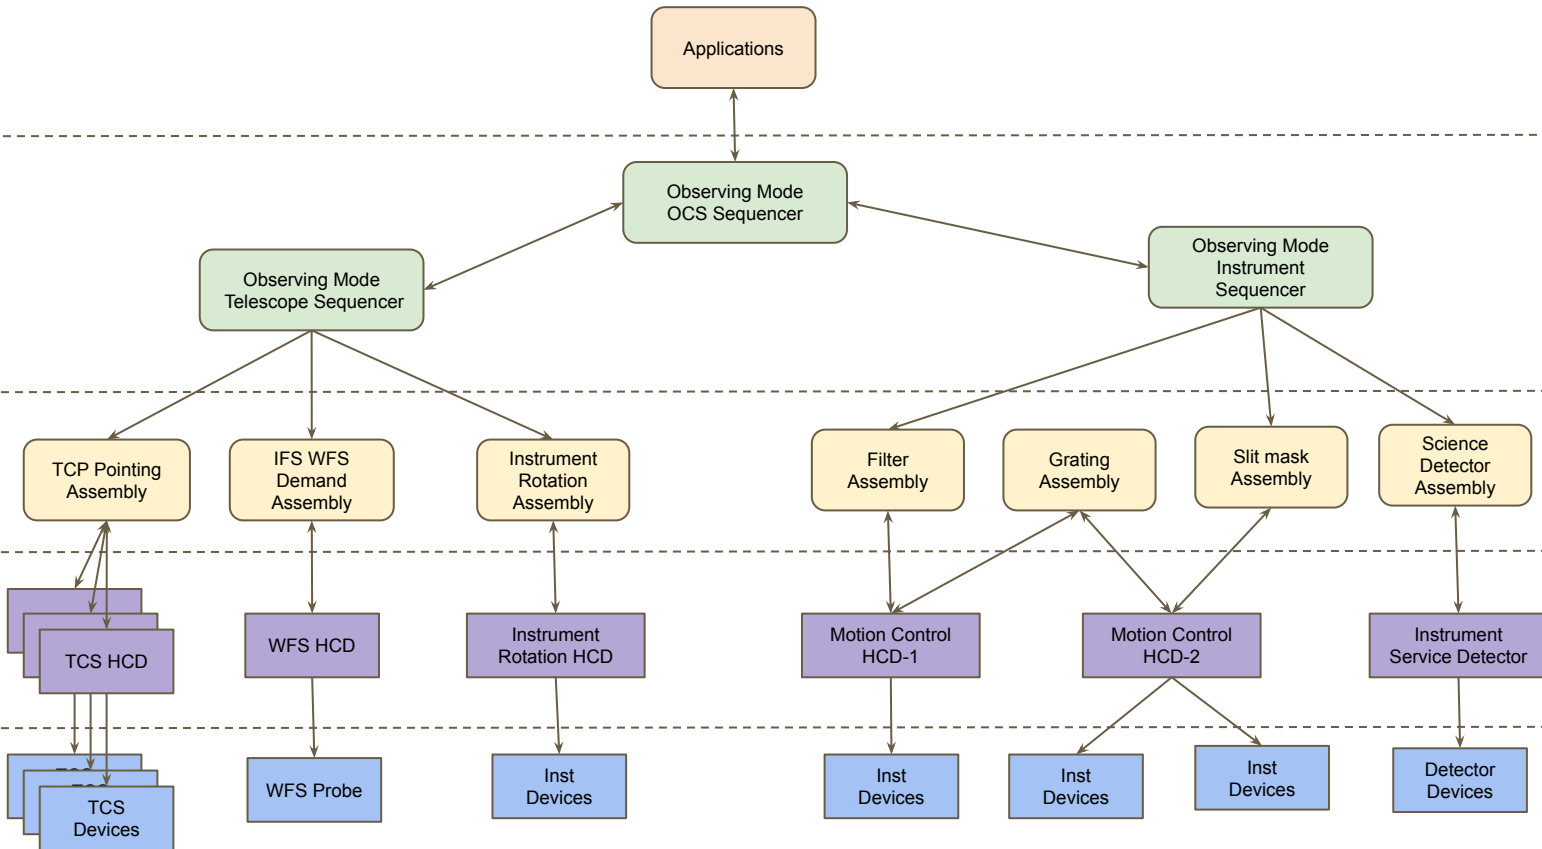 Applications
Observing Mode
OCS Sequencer
Observing Mode
Telescope Sequencer
Observing Mode
Instrument
Sequencer
TCP Pointing
Assembly
IFS WFS
Demand
Assembly
Instrument
Rotation
Assembly
Filter
Assembly
Grating
Assembly
Slit mask
Assembly
Science
Detector
Assembly
TCS HCD
WFS HCD
Instrument
Rotation HCD
Motion Control
HCD-1
Motion Control
HCD-2
Instrument
Service Detector
TCS
Devices
WFS Probe
Inst
Devices
Inst
Devices
Inst
Devices
Inst
Devices
Detector
Devices